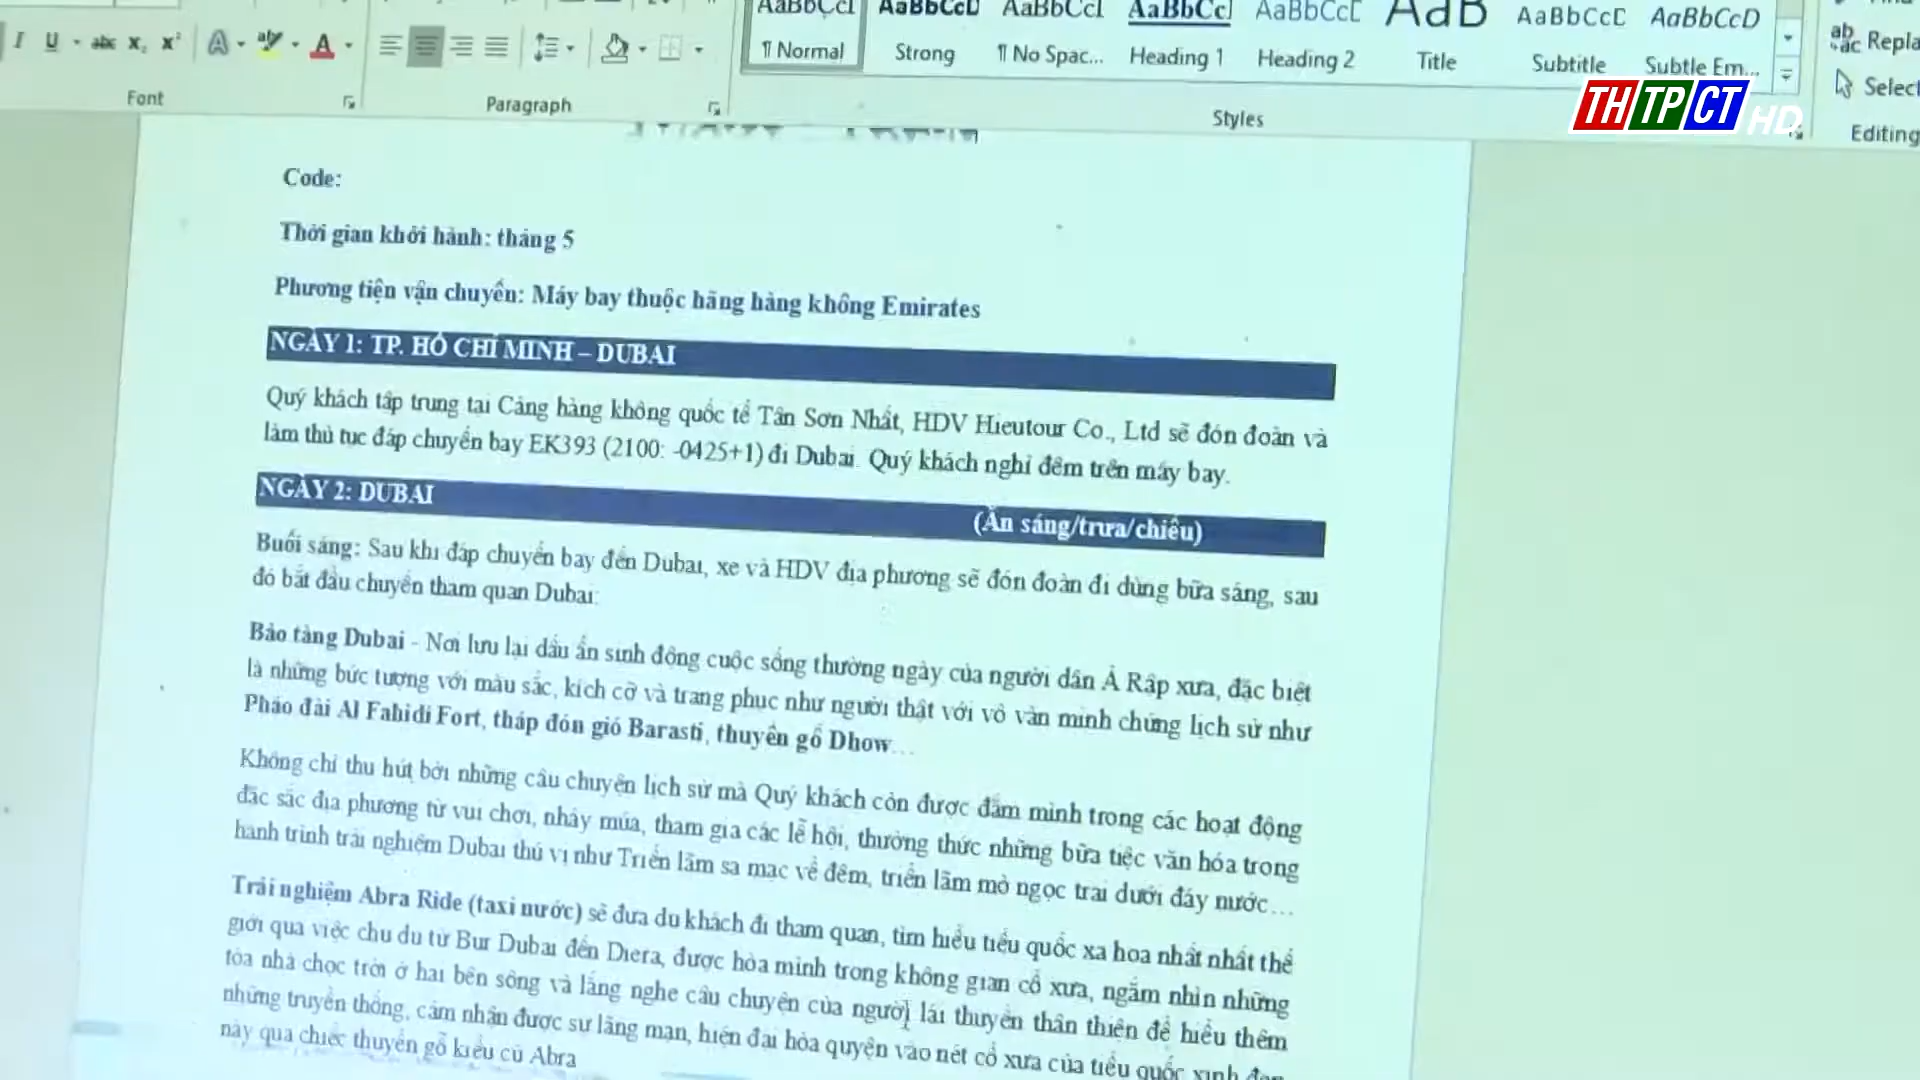 AaBbCcI AaBbCcD AaBbCcI AaBbCcI AaBbCcC AaB AaBbCcC AaBbCcD
I U abc X₂ X² A aby A ¶ Normal Strong ¶ No Spac... Heading 1 Heading 2 Title Subtitle Subtle Em... Repla
Select
Font Paragraph Styles Editing
THTPCT HD
Code:
Thời gian khởi hành: tháng 5
Phương tiện vận chuyển: Máy bay thuộc hãng hàng không Emirates
NGÀY 1: TP. HỒ CHÍ MINH – DUBAI
Quý khách tập trung tại Cảng hàng không quốc tế Tân Sơn Nhất, HDV Hieutour Co., Ltd sẽ đón đoàn và
làm thủ tục đáp chuyến bay EK393 (2100: -0425+1) đi Dubai. Quý khách nghỉ đêm trên máy bay.
NGÀY 2: DUBAI
(Ăn sáng/trưa/chiều)
Buổi sáng: Sau khi đáp chuyến bay đến Dubai, xe và HDV địa phương sẽ đón đoàn đi dùng bữa sáng, sau
đó bắt đầu chuyến tham quan Dubai:
Bảo tàng Dubai - Nơi lưu lại dấu ấn sinh động cuộc sống thường ngày của người dân Ả Rập xưa, đặc biệt
là những bức tượng với màu sắc, kích cỡ và trang phục như người thật với vô vàn minh chứng lịch sử như
Pháo đài Al Fahidi Fort, tháp đón gió Barasti, thuyền gỗ Dhow...
Không chỉ thu hút bởi những câu chuyện lịch sử mà Quý khách còn được đắm mình trong các hoạt động
đặc sắc địa phương từ vui chơi, nhảy múa, tham gia các lễ hội, thưởng thức những bữa tiệc văn hóa trong
hành trình trải nghiệm Dubai thú vị như Triển lãm sa mạc về đêm, triển lãm mò ngọc trai dưới đáy nước...
Trải nghiệm Abra Ride (taxi nước) sẽ đưa du khách đi tham quan, tìm hiểu tiểu quốc xa hoa nhất nhất thế
giới qua việc chu du từ Bur Dubai đến Diera, được hòa mình trong không gian cổ xưa, ngắm nhìn những
tòa nhà chọc trời ở hai bên sông và lắng nghe câu chuyện của người lái thuyền thân thiện để hiểu thêm
những truyền thống, cảm nhận được sự lãng mạn, hiện đại hòa quyện vào nét cổ xưa của tiểu quốc xinh đẹp
này qua chiếc thuyền gỗ kiểu cũ Abra